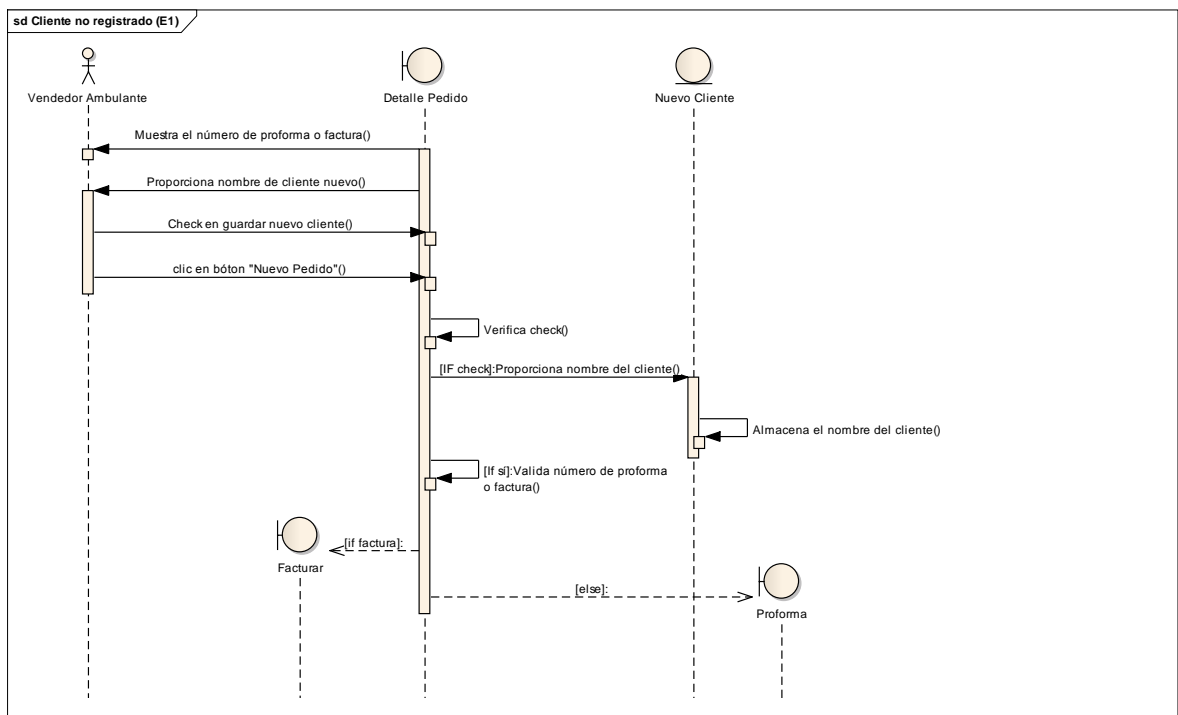 sd Cliente no registrado (E1)
Vendedor Ambulante
Detalle Pedido
Nuevo Cliente
Muestra el número de proforma o factura()
Proporciona nombre de cliente nuevo()
Check en guardar nuevo cliente()
clic en bóton "Nuevo Pedido"()
Verifica check()
[IF check]:Proporciona nombre del cliente()
Almacena el nombre del cliente()
[If sí]:Valida número de proforma
o factura()
[if factura]:
Facturar
[else]:
Proforma